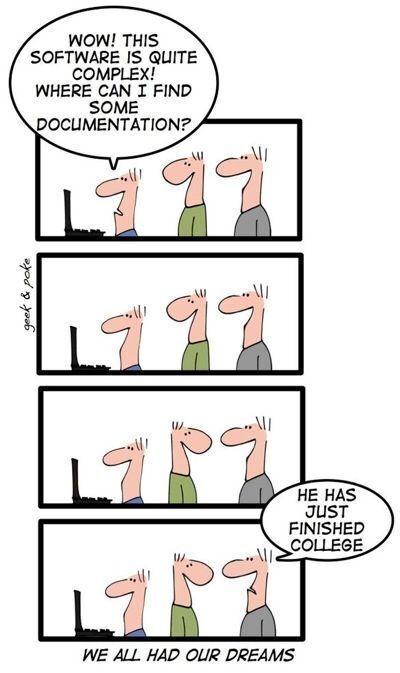 WOW! THIS
SOFTWARE IS QUITE
COMPLEX!
WHERE CAN I FIND
SOME
DOCUMENTATION?
geek & poke
HE HAS
JUST
FINISHED
COLLEGE
WE ALL HAD OUR DREAMS